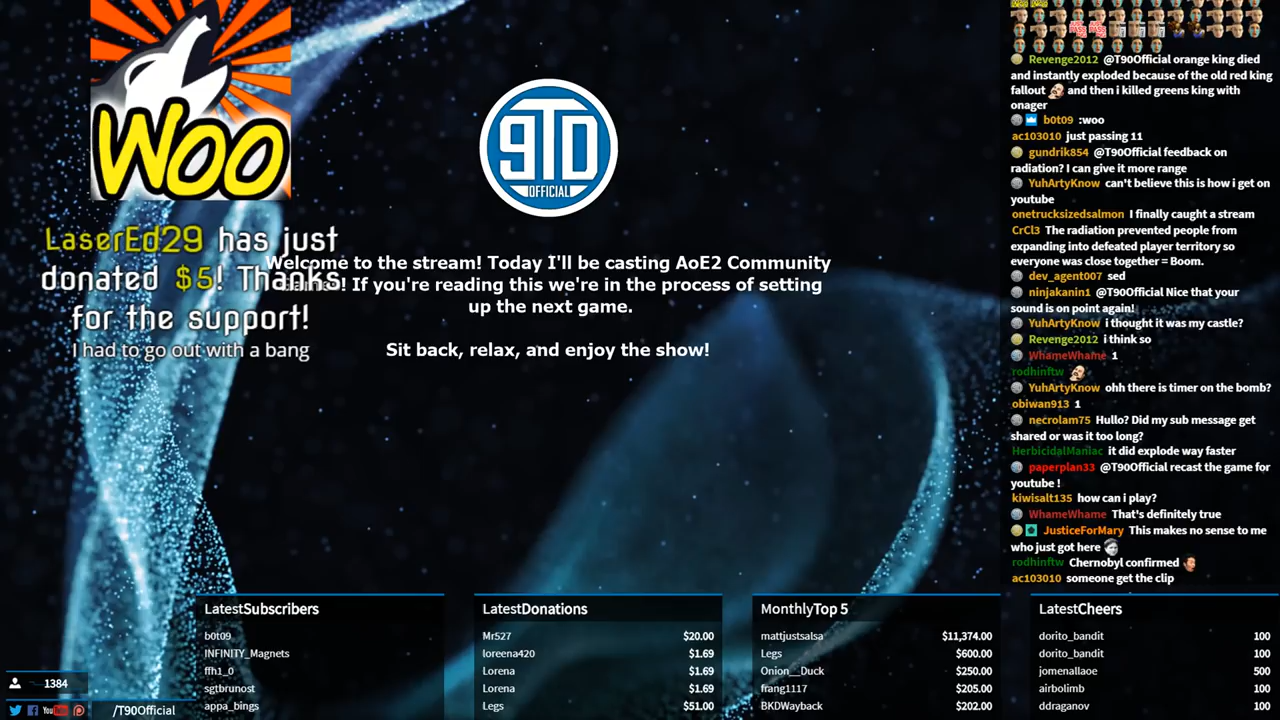 Woo
LaserEd29 has just
donated $5! Thanks
for the support!
I had to go out with a bang
9TD
OFFICIAL
Welcome to the stream! Today I'll be casting AoE2 Community
If you're reading this we're in the process of setting
up the next game.
Sit back, relax, and enjoy the show!
Revenge2012 @T90Official orange king died
and instantly exploded because of the old red king
fallout and then i killed greens king with
onager
b0t09 :woo
ac103010 just passing 11
gundrik854 @T90Official feedback on
radiation? I can give it more range
YuhArtyKnow can't believe this is how i get on
youtube
onetrucksizedsalmon I finally caught a stream
CrCl3 The radiation prevented people from
expanding into defeated player territory so
everyone was close together = Boom.
dev_agent007 sed
ninjakanin1 @T90Official Nice that your
sound is on point again!
YuhArtyKnow i thought it was my castle?
Revenge2012 i think so
WhameWhame 1
rodhinftw
YuhArtyKnow ohh there is timer on the bomb?
obiwan913 1
necrolam75 Hullo? Did my sub message get
shared or was it too long?
HerbicidalManiac it did explode way faster
paperplan33 @T90Official recast the game for
youtube !
kiwisalt135 how can i play?
WhameWhame That's definitely true
JusticeForMary This makes no sense to me
who just got here
rodhinftw Chernobyl confirmed
ac103010 someone get the clip
LatestSubscribers
b0t09
INFINITY_Magnets
ffh1_0
sgtbrunost
appa_bings
LatestDonations
Mr527 $20.00
loreena420 $1.69
Lorena $1.69
Lorena $1.69
Legs $51.00
MonthlyTop 5
mattjustsalsa $11,374.00
Legs $600.00
Onion__Duck $250.00
frang1117 $205.00
BKDWayback $202.00
LatestCheers
dorito_bandit 100
dorito_bandit 100
jomenallaoe 500
airbolimb 100
ddraganov 100
1384
You
/T90Official